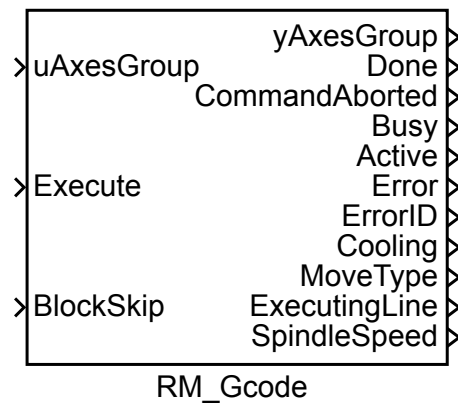 yAxesGroup
uAxesGroup
Done
CommandAborted
Busy
Active
Execute
Error
ErrorID
Cooling
MoveType
BlockSkip
ExecutingLine
SpindleSpeed
RM_Gcode